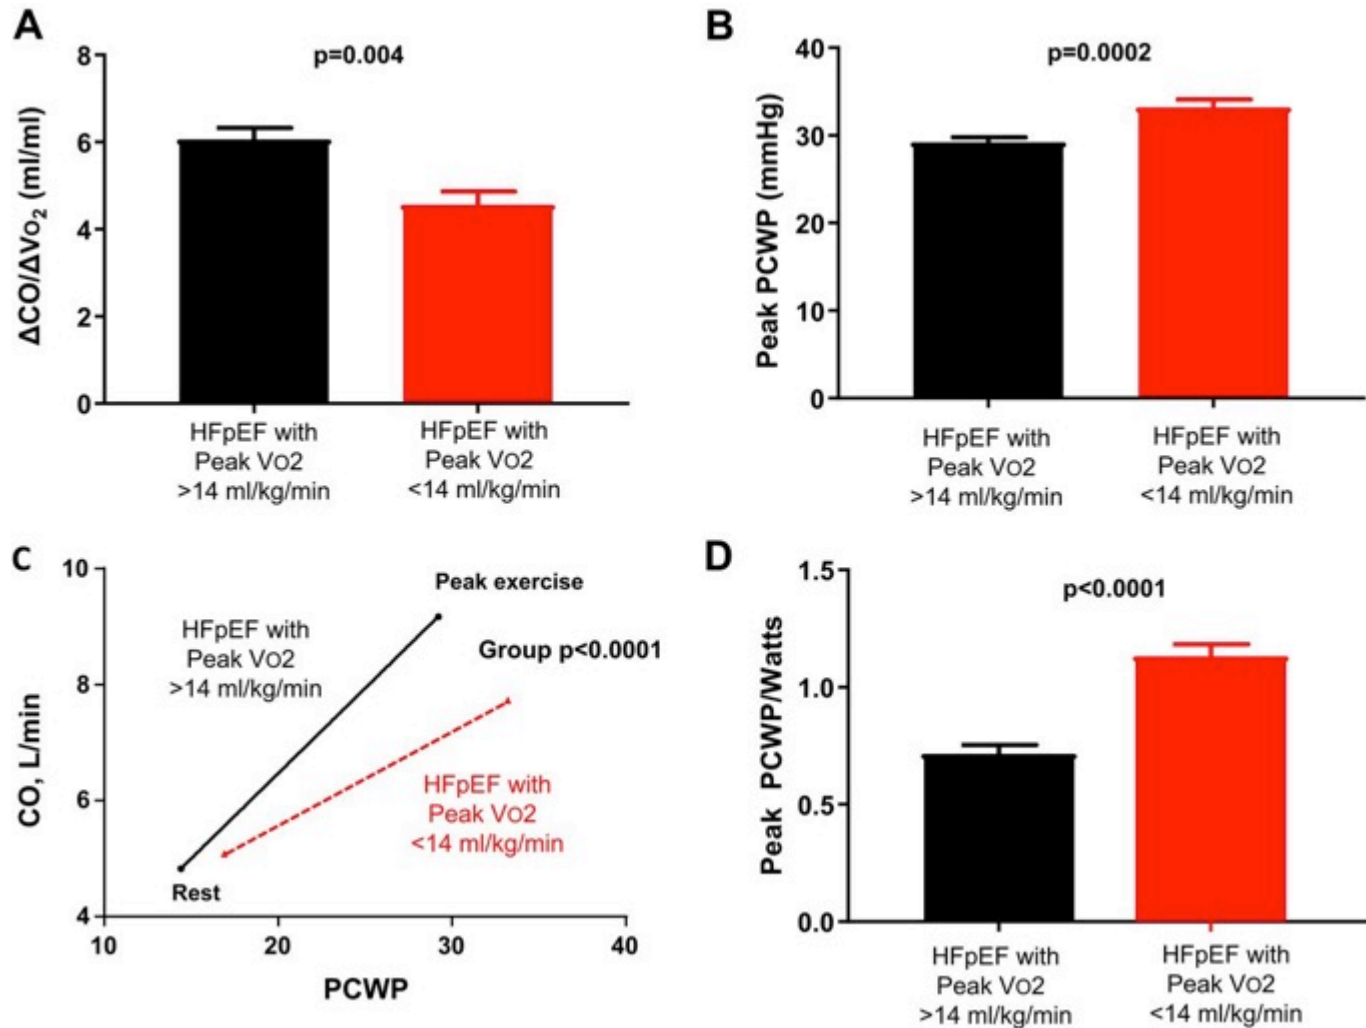 A
p=0.004
8
6
4
2
0
ΔCO/ΔVO₂ (ml/ml)
HFpEF with
Peak VO2
>14 ml/kg/min
HFpEF with
Peak VO2
<14 ml/kg/min
B
p=0.0002
40
30
20
10
0
Peak PCWP (mmHg)
HFpEF with
Peak VO2
>14 ml/kg/min
HFpEF with
Peak VO2
<14 ml/kg/min
C
10
8
6
4
CO, L/min
Peak exercise
HFpEF with
Peak VO2
>14 ml/kg/min
Group p<0.0001
HFpEF with
Peak VO2
<14 ml/kg/min
Rest
10
20
30
40
PCWP
D
p<0.0001
1.5
1.0
0.5
0.0
Peak PCWP/Watts
HFpEF with
Peak VO2
>14 ml/kg/min
HFpEF with
Peak VO2
<14 ml/kg/min